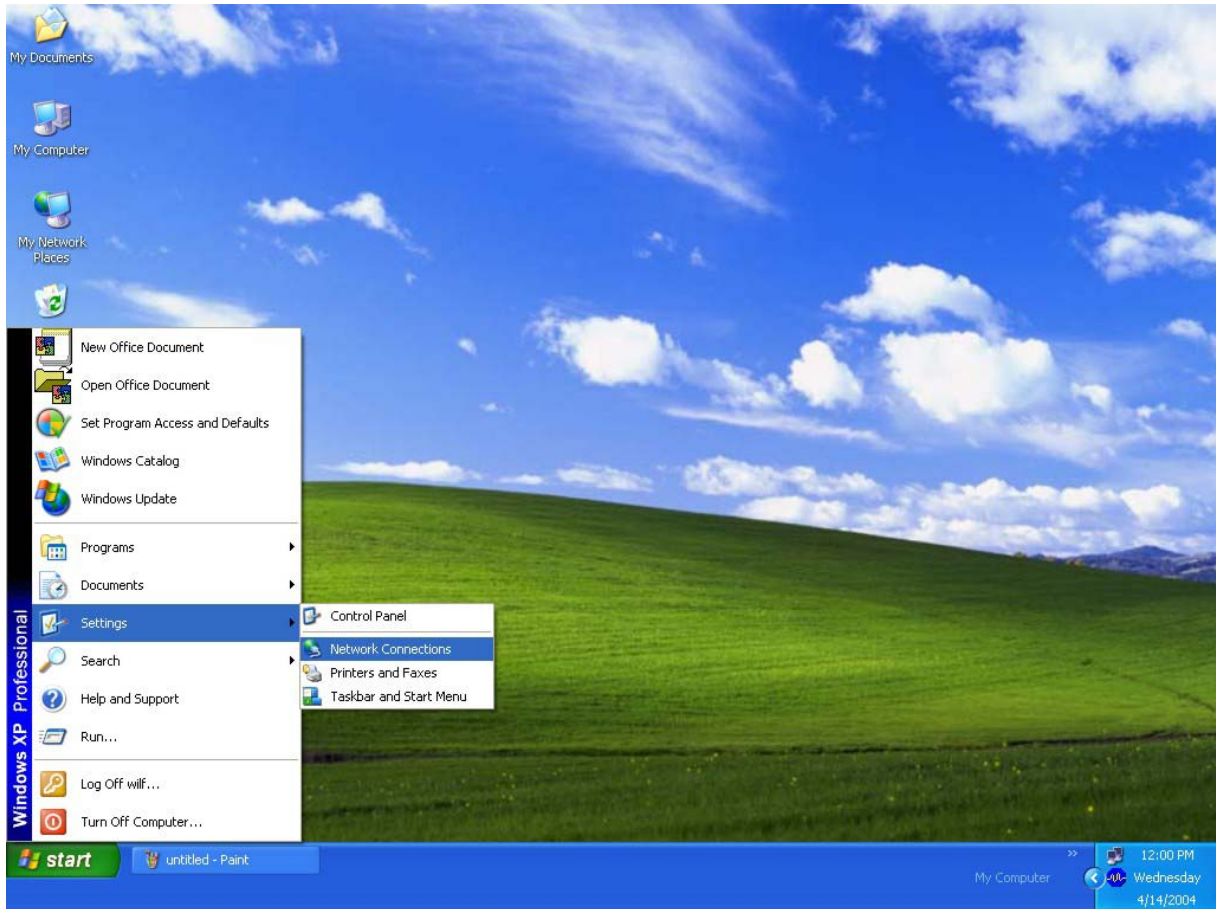 My Documents
My Computer
My Network
Places
New Office Document
Open Office Document
Set Program Access and Defaults
Windows Catalog
Windows Update
Programs
Documents
Settings
Search
Help and Support
Run...
Log Off wilf...
Turn Off Computer...
Windows XP Professional
Control Panel
Network Connections
Printers and Faxes
Taskbar and Start Menu
start
untitled - Paint
My Computer
»
12:00 PM
Wednesday
4/14/2004